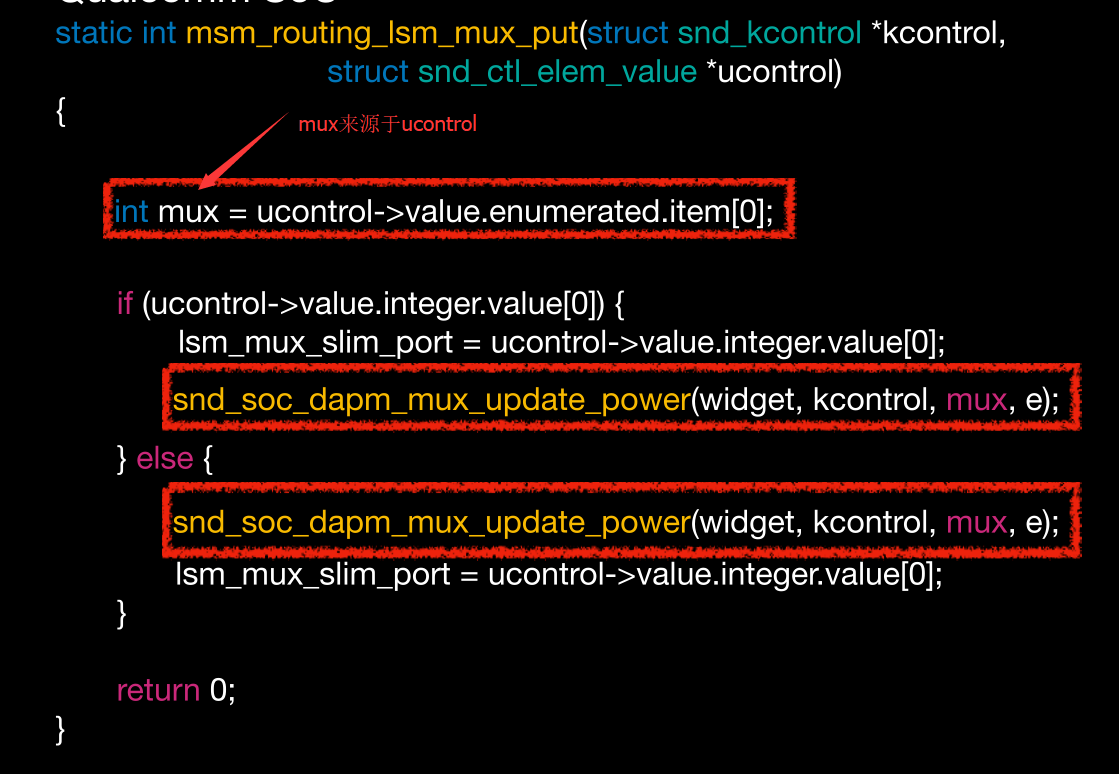 Qualcomm SoC
static int msm_routing_lsm_mux_put(struct snd_kcontrol *kcontrol,
struct snd_ctl_elem_value *ucontrol)
{
mux来源于ucontrol
int mux = ucontrol->value.enumerated.item[0];
if (ucontrol->value.integer.value[0]) {
lsm_mux_slim_port = ucontrol->value.integer.value[0];
snd_soc_dapm_mux_update_power(widget, kcontrol, mux, e);
} else {
snd_soc_dapm_mux_update_power(widget, kcontrol, mux, e);
lsm_mux_slim_port = ucontrol->value.integer.value[0];
}
return 0;
}